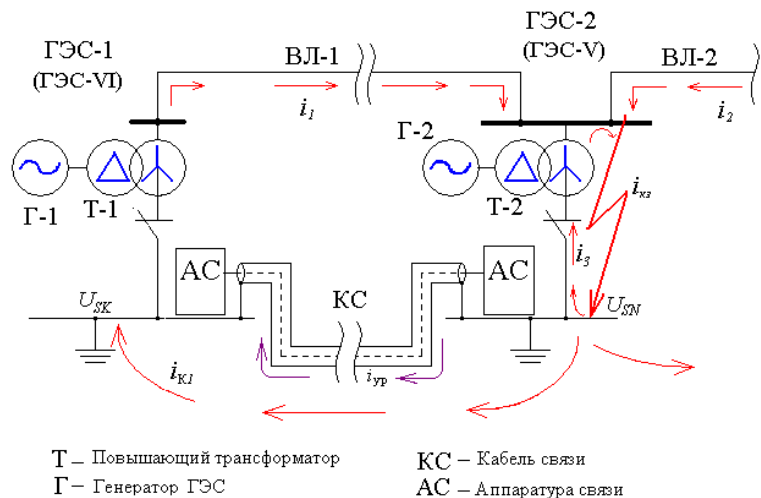 ГЭС-1
(ГЭС-VI)
ВЛ-1
ГЭС-2
(ГЭС-V)
ВЛ-2
i1
i2
Г-2
Г-1
Т-1
Т-2
iкз
i3
АС
АС
КС
USK
USN
iК1
iур
Т – Повышающий трансформатор
КС – Кабель связи
Г – Генератор ГЭС
АС – Аппаратура связи